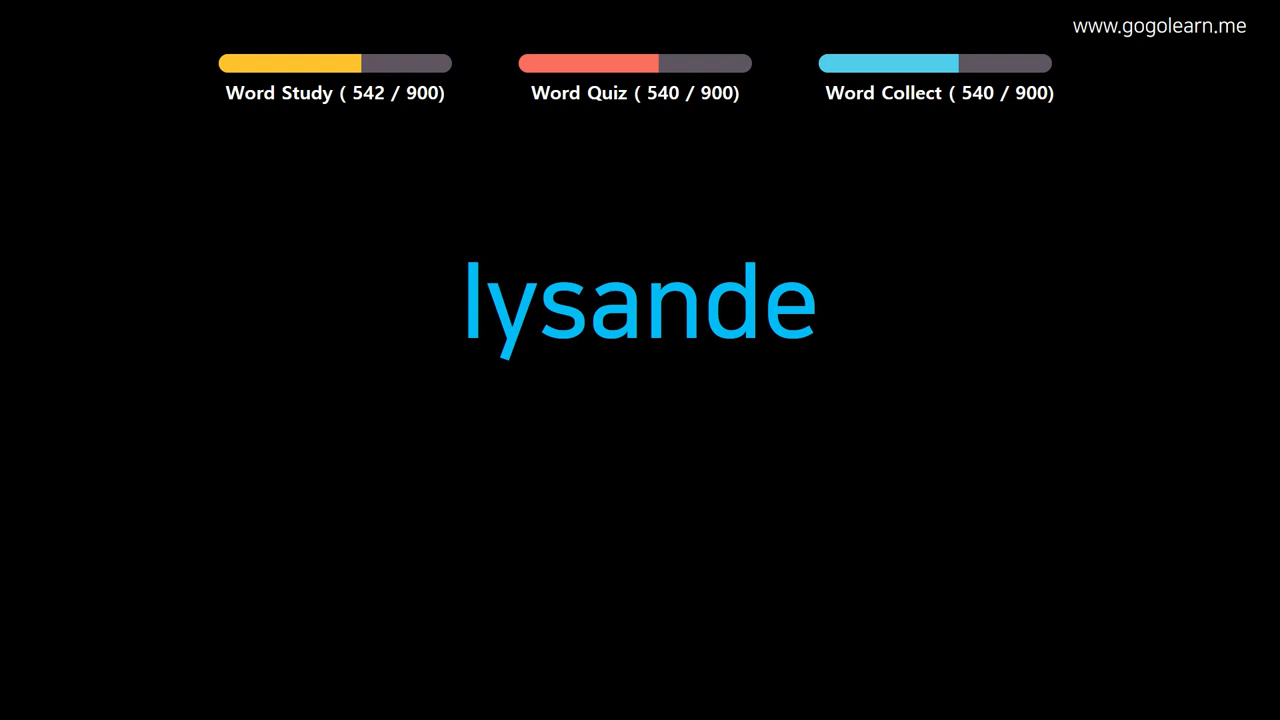 www.gogolearn.me
Word Study ( 542 / 900)
Word Quiz ( 540 / 900)
Word Collect ( 540 / 900)
lysande